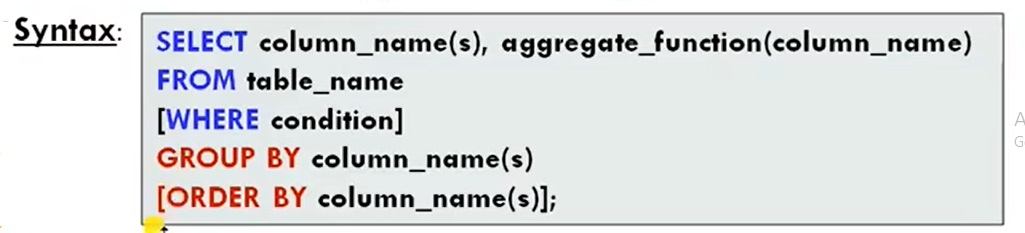 Syntax:
SELECT column_name(s), aggregate_function(column_name)
FROM table_name
[WHERE condition]
GROUP BY column_name(s)
[ORDER BY column_name(s)];